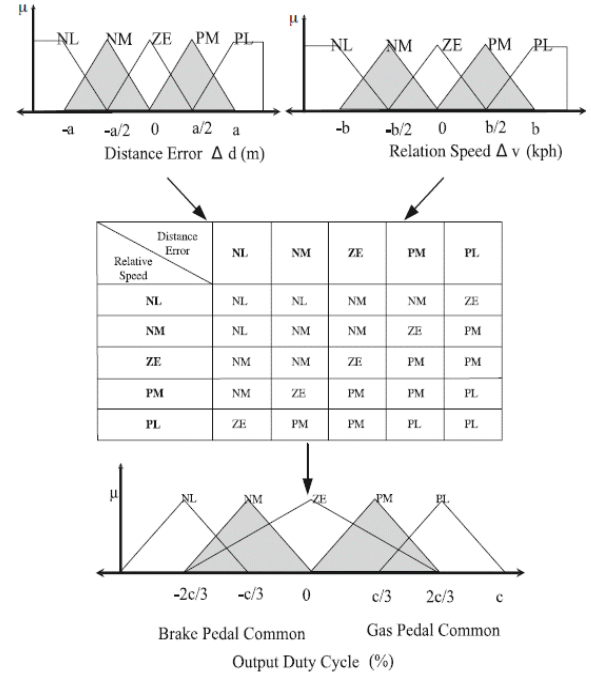 μ NL NM ZE PM PL
-a -a/2 0 a/2 a
Distance Error Δ d (m)
μ NL NM ZE PM PL
-b -b/2 0 b/2 b
Relation Speed Δ v (kph)
Distance Error Relative Speed NL NM ZE PM PL
NL NL NL NM NM ZE
NM NL NM NM ZE PM
ZE NM NM ZE PM PM
PM NM ZE PM PM PL
PL ZE PM PM PL PL
μ NL NM ZE PM PL
-2c/3 -c/3 0 c/3 2c/3 c
Brake Pedal Common Gas Pedal Common
Output Duty Cycle (%)